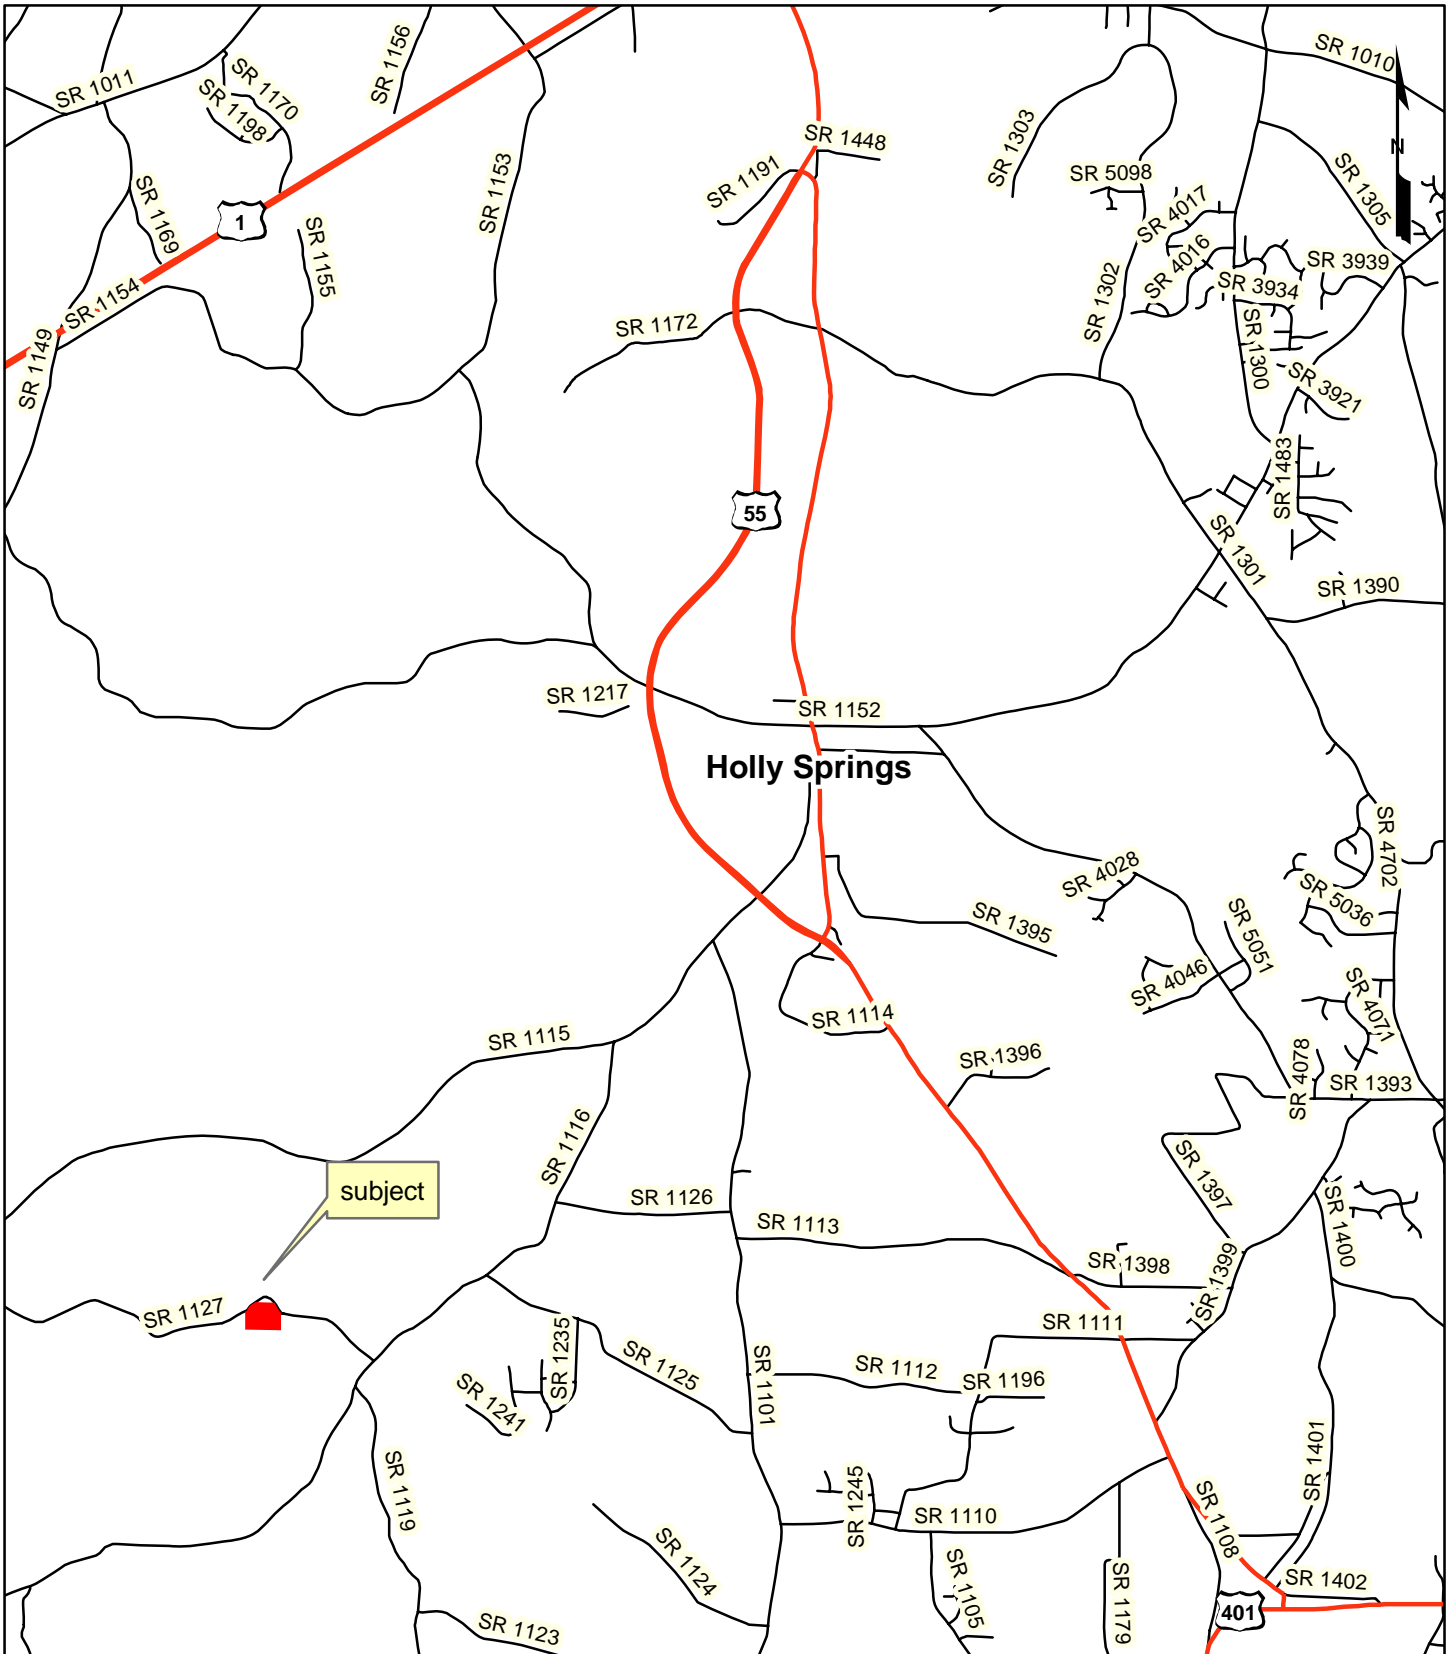 SR 1156
SR 1010
SR 1170
SR 1011
SR 1198
SR 1303
SR 1448
N
SR 1153
SR 1191
SR 5098
SR 1305
SR 1169
SR 4017
1
SR 1155
SR 4016
SR 3939
SR 1302
SR 3934
SR 1154
SR 1172
SR 1149
SR 1300
SR 3921
SR 1483
55
SR 1301
SR 1390
SR 1217
SR 1152
Holly Springs
SR 4702
SR 4028
SR 5036
SR 1395
SR 5051
SR 4046
SR 4071
SR 1114
SR 1115
SR 1396
SR 4078
SR 1393
SR 1116
SR 1397
subject
SR 1126
SR 1113
SR 1400
SR 1398
SR 1399
SR 1127
SR 1111
SR 1235
SR 1125
SR 1112
SR 1196
SR 1101
SR 1241
SR 1401
SR 1119
SR 1245
SR 1110
SR 1108
SR 1124
SR 1105
SR 1179
SR 1402
401
SR 1123